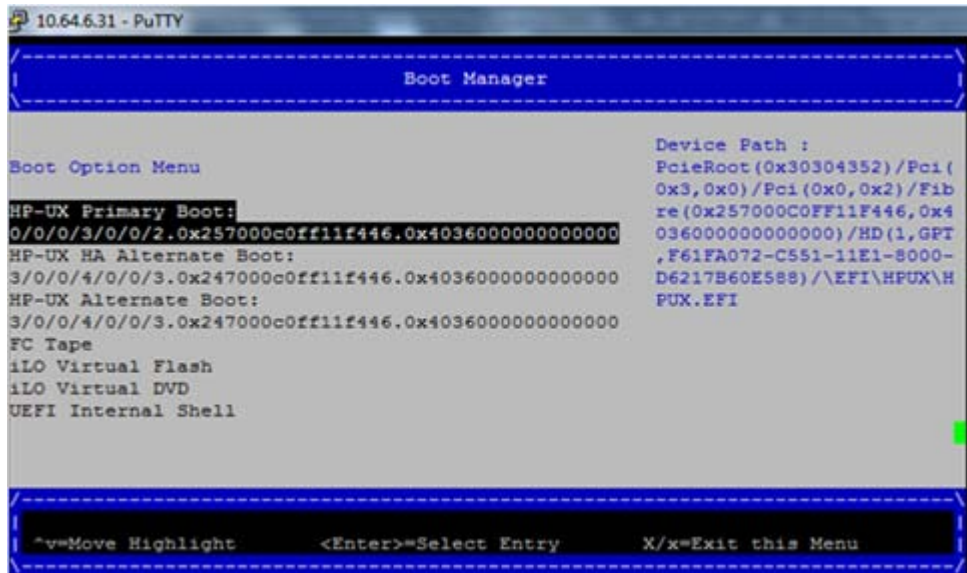 10.64.6.31 - PuTTY
Boot Manager
Boot Option Menu
HP-UX Primary Boot:
0/0/0/3/0/0/2.0x257000c0ff11f446.0x4036000000000000
HP-UX HA Alternate Boot:
3/0/0/4/0/0/3.0x247000c0ff11f446.0x4036000000000000
HP-UX Alternate Boot:
3/0/0/4/0/0/3.0x247000c0ff11f446.0x4036000000000000
FC Tape
iLO Virtual Flash
iLO Virtual DVD
UEFI Internal Shell
Device Path :
PcieRoot(0x30304352)/Pci(
0x3,0x0)/Pci(0x0,0x2)/Fib
re(0x257000C0FF11F446,0x4
036000000000000)/HD(1,GPT
,F61FA072-C551-11E1-8000-
D6217B60E588)/\EFI\HPUX\H
PUX.EFI
^v=Move Highlight <Enter>=Select Entry X/x=Exit this Menu